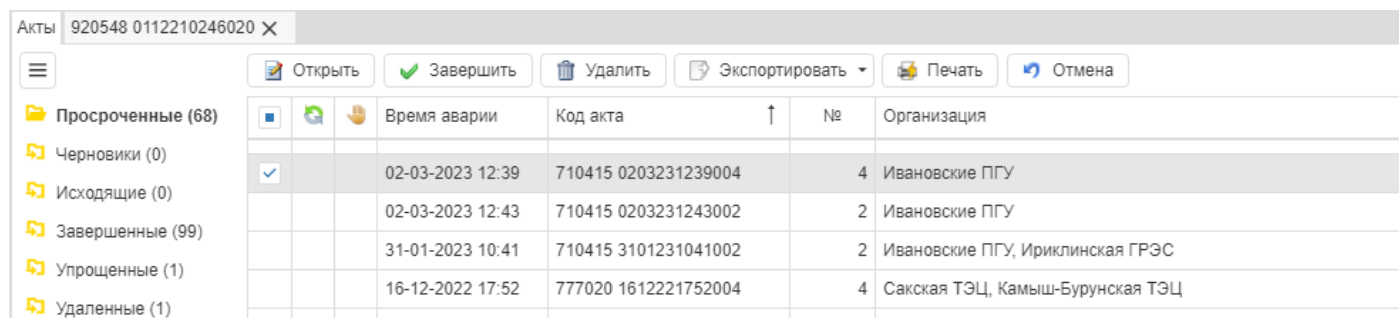 Акты 920548 0112210246020
Открыть Завершить Удалить Экспортировать Печать Отмена
Просроченные (68)
Черновики (0)
Исходящие (0)
Завершенные (99)
Упрощенные (1)
Удаленные (1)
Время аварии Код акта ↑ № Организация
02-03-2023 12:39 710415 0203231239004 4 Ивановские ПГУ
02-03-2023 12:43 710415 0203231243002 2 Ивановские ПГУ
31-01-2023 10:41 710415 3101231041002 2 Ивановские ПГУ, Ириклинская ГРЭС
16-12-2022 17:52 777020 1612221752004 4 Сакская ТЭЦ, Камыш-Бурунская ТЭЦ